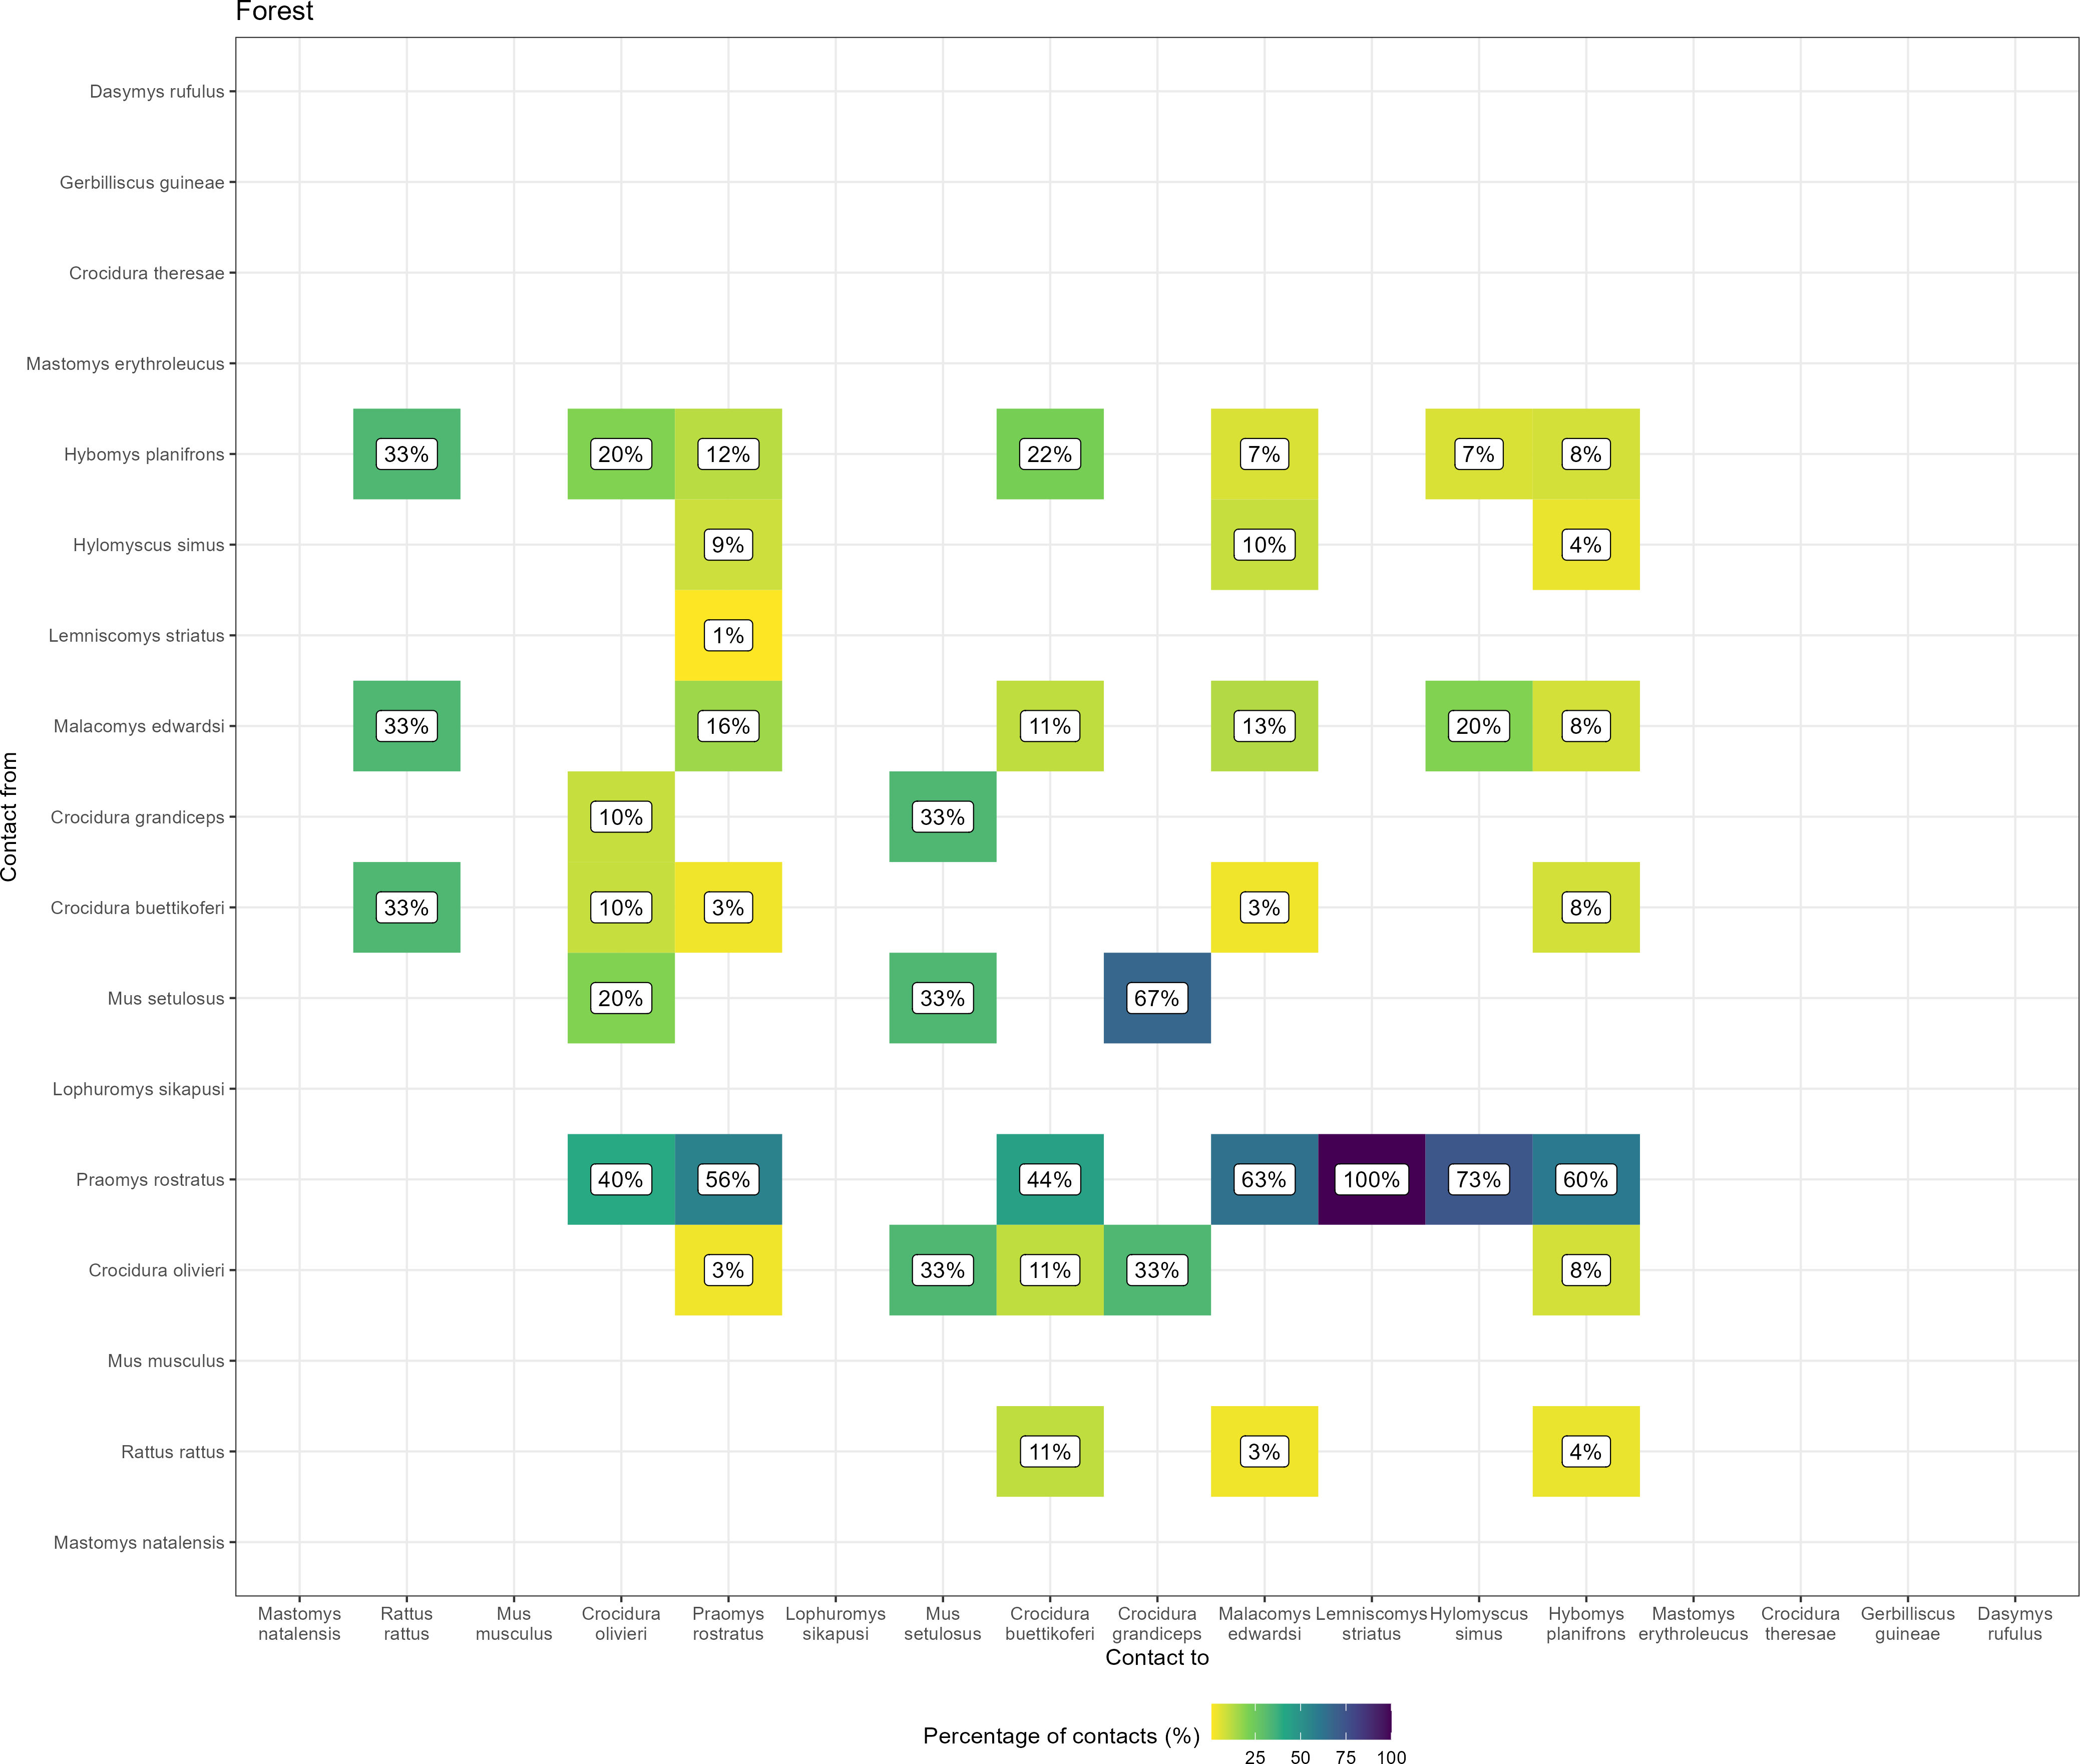 Forest
Contact from
Dasymys rufulus
Gerbilliscus guineae
Crocidura theresae
Mastomys erythroleucus
Hybomys planifrons
33% 20% 12% 22% 7% 7% 8%
Hylomyscus simus
9% 10% 4%
Lemniscomys striatus
1%
Malacomys edwardsi
33% 16% 11% 13% 20% 8%
Crocidura grandiceps
10% 33%
Crocidura buettikoferi
33% 10% 3% 3% 8%
Mus setulosus
20% 33% 67%
Lophuromys sikapusi
Praomys rostratus
40% 56% 44% 63% 100% 73% 60%
Crocidura olivieri
3% 33% 11% 33% 8%
Mus musculus
Rattus rattus
11% 3% 4%
Mastomys natalensis
Mastomys
natalensis
Rattus
rattus
Mus
musculus
Crocidura
olivieri
Praomys
rostratus
Lophuromys
sikapusi
Mus
setulosus
Crocidura
buettikoferi
Crocidura
grandiceps
Malacomys
edwardsi
Lemniscomys
striatus
Hylomyscus
simus
Hybomys
planifrons
Mastomys
erythroleucus
Crocidura
theresae
Gerbilliscus
guineae
Dasymys
rufulus
Contact to
Percentage of contacts (%)
25 50 75 100